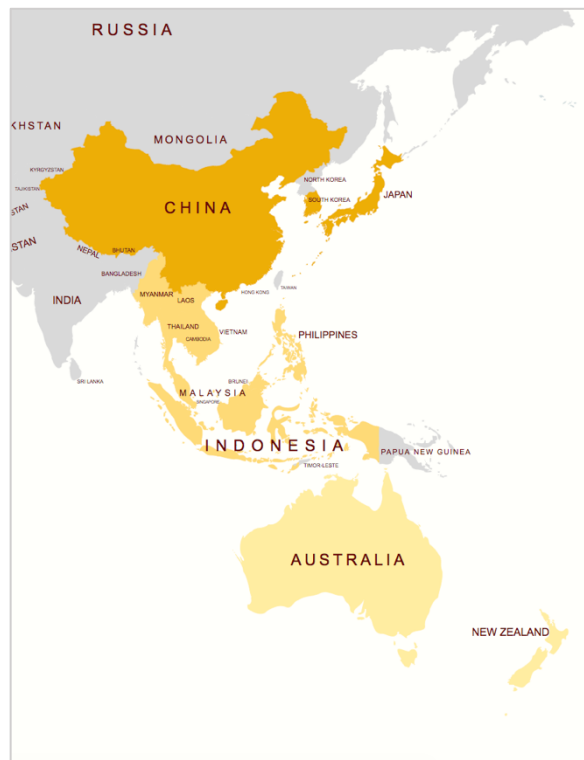 RUSSIA
KHSTAN
MONGOLIA
KYRGYZSTAN
NORTH KOREA
TAJIKISTAN
SOUTH KOREA
JAPAN
STAN
CHINA
STAN
NEPAL
BHUTAN
BANGLADESH
HONG KONG
TAIWAN
INDIA
MYANMAR
LAOS
THAILAND
VIETNAM
CAMBODIA
PHILIPPINES
SRI LANKA
BRUNEI
MALAYSIA
SINGAPORE
INDONESIA
PAPUA NEW GUINEA
TIMOR-LESTE
AUSTRALIA
NEW ZEALAND